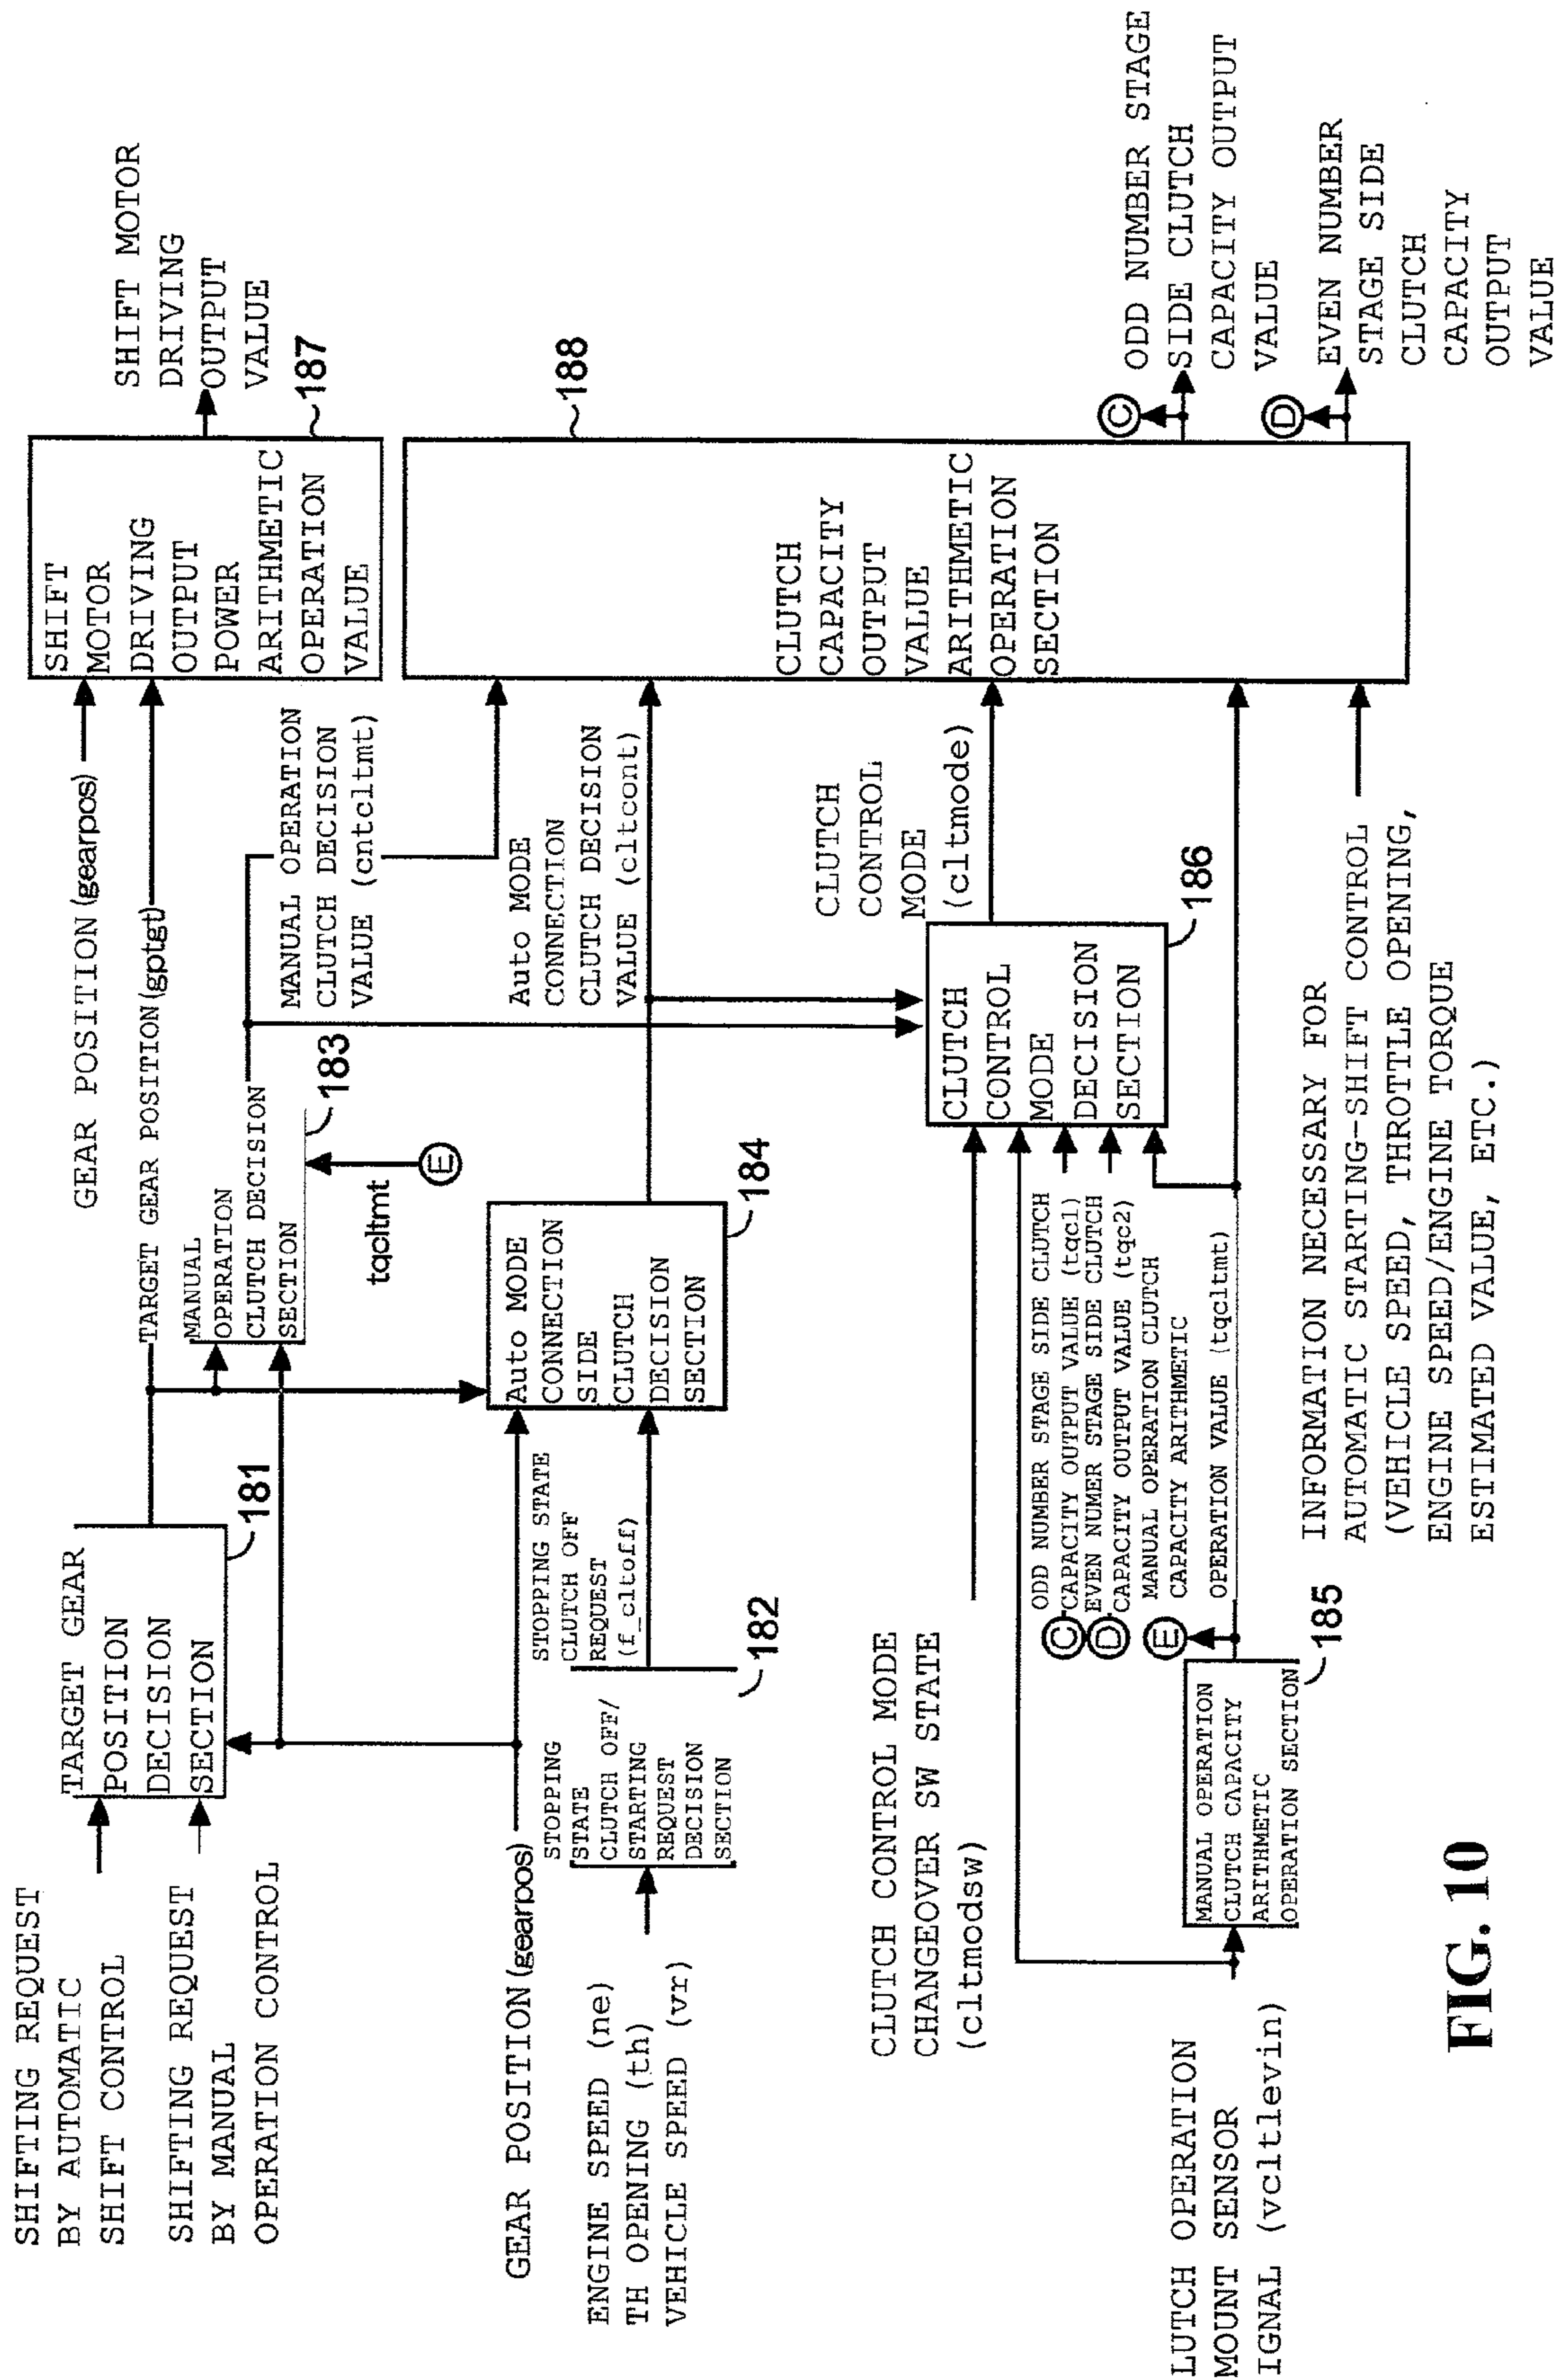 SHIFTING REQUEST
BY AUTOMATIC
SHIFT CONTROL
SHIFTING REQUEST
BY MANUAL
OPERATION CONTROL
TARGET GEAR
POSITION
DECISION
SECTION
181
GEAR POSITION (gearpos)
TARGET GEAR POSITION (gptgt)
MANUAL
OPERATION
CLUTCH DECISION
SECTION
183
tqcltmt
E
SHIFT
MOTOR
DRIVING
OUTPUT
POWER
ARITHMETIC
OPERATION
VALUE
187
SHIFT MOTOR
DRIVING
OUTPUT
VALUE
MANUAL OPERATION
CLUTCH DECISION
VALUE (cntcltmt)
GEAR POSITION (gearpos)
ENGINE SPEED (ne)
TH OPENING (th)
VEHICLE SPEED (vr)
STOPPING
STATE
CLUTCH OFF/
STARTING
REQUEST
DECISION
SECTION
182
STOPPING STATE
CLUTCH OFF
REQUEST
(f_cltoff)
Auto MODE
CONNECTION
SIDE
CLUTCH
DECISION
SECTION
184
Auto MODE
CONNECTION
CLUTCH DECISION
VALUE (cltcont)
CLUTCH
CAPACITY
OUTPUT
VALUE
ARITHMETIC
OPERATION
SECTION
188
CLUTCH CONTROL MODE
CHANGEOVER SW STATE
(cltmodsw)
CLUTCH
CONTROL
MODE
DECISION
SECTION
186
CLUTCH
CONTROL
MODE
(cltmode)
C
ODD NUMBER STAGE
SIDE CLUTCH
CAPACITY OUTPUT
VALUE
D
EVEN NUMBER
STAGE SIDE
CLUTCH
CAPACITY
OUTPUT
VALUE
ODD NUMBER STAGE SIDE CLUTCH
C CAPACITY OUTPUT VALUE (tqc1)
EVEN NUMER STAGE SIDE CLUTCH
D CAPACITY OUTPUT VALUE (tqc2)
MANUAL OPERATION CLUTCH
E CAPACITY ARITHMETIC
OPERATION VALUE (tqcltmt)
LUTCH OPERATION
MOUNT SENSOR
IGNAL (vcltlevin)
MANUAL OPERATION
CLUTCH CAPACITY
ARITHMETIC
OPERATION SECTION
185
INFORMATION NECESSARY FOR
AUTOMATIC STARTING-SHIFT CONTROL
(VEHICLE SPEED, THROTTLE OPENING,
ENGINE SPEED/ENGINE TORQUE
ESTIMATED VALUE, ETC.)
FIG. 10